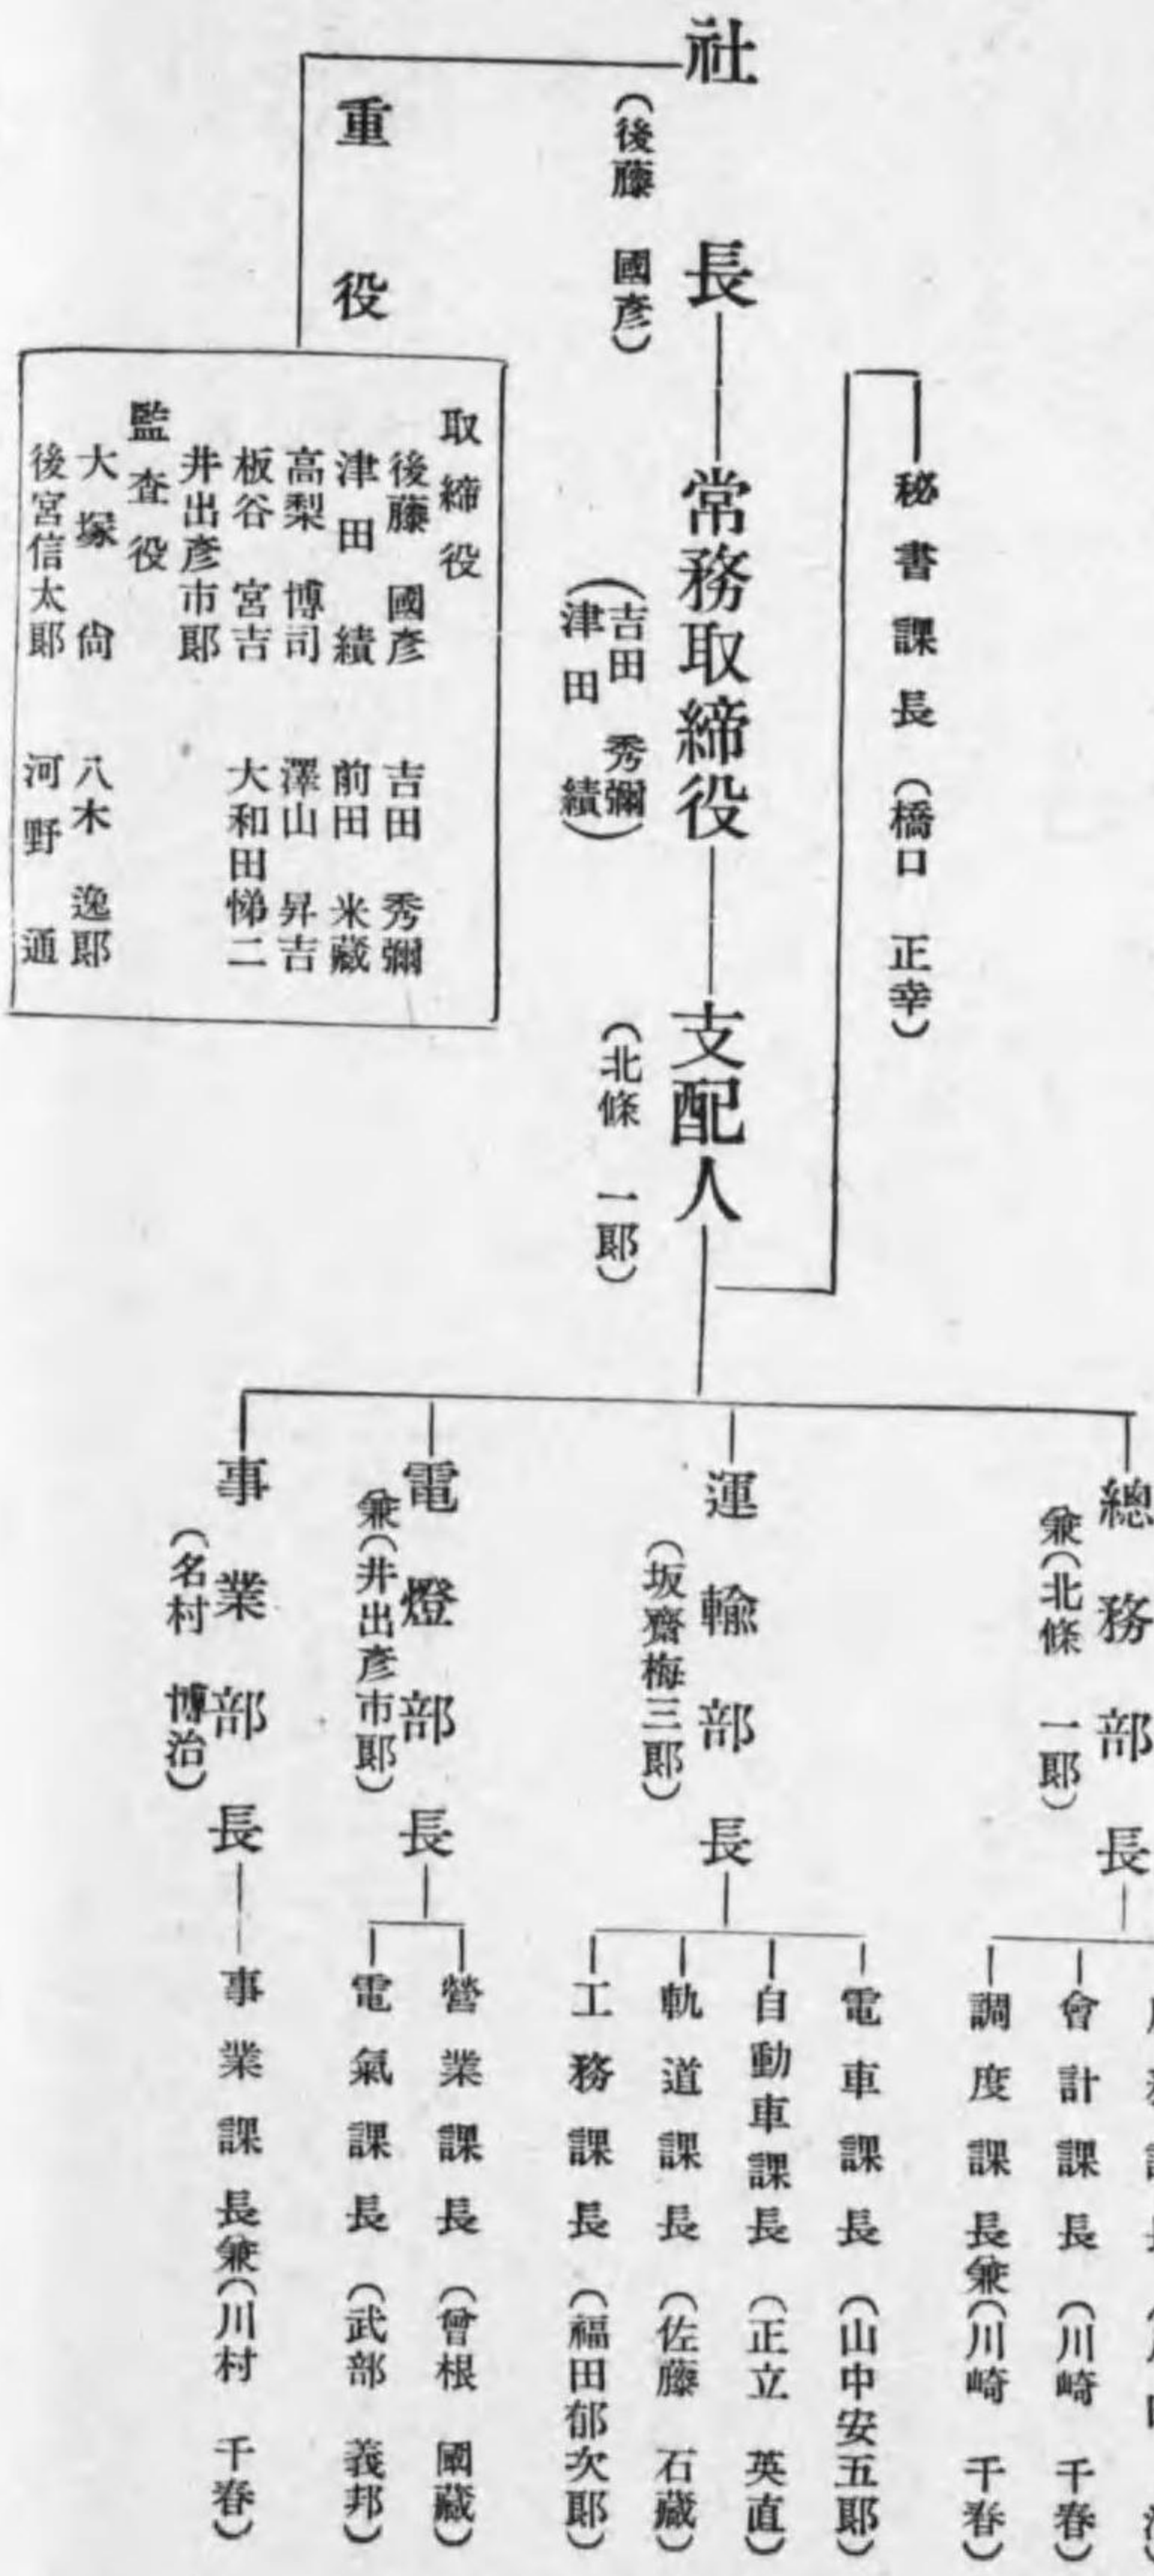 秘書課長(橋口 正幸)
社長―常務取締役―支配人
(後藤 國彦)
(吉田 秀彌
津田 績)
(北條 一郎)
重役
取締役
後藤 國彦 吉田 秀彌
津田 績 前田 米藏
高梨 博司 澤山 昇吉
板谷 宮吉 大和田悌二
井出彦市郎
監査役
大塚 尙 八木 逸郎
後宮信太郎 河野 通
總務部長
兼(北條 一郎)
會計課長(川崎 千春)
調度課長兼(川崎 千春)
運輸部長
(坂齋梅三郎)
電車課長(山中安五郎)
自動車課長(正立 英直)
軌道課長(佐藤 石藏)
工務課長(福田郁次郎)
電燈部長
兼(井出彦市郎)
營業課長(曾根 國藏)
電氣課長(武部 義邦)
事業部長
(名村 博治)
事業課長兼(川村 千春)